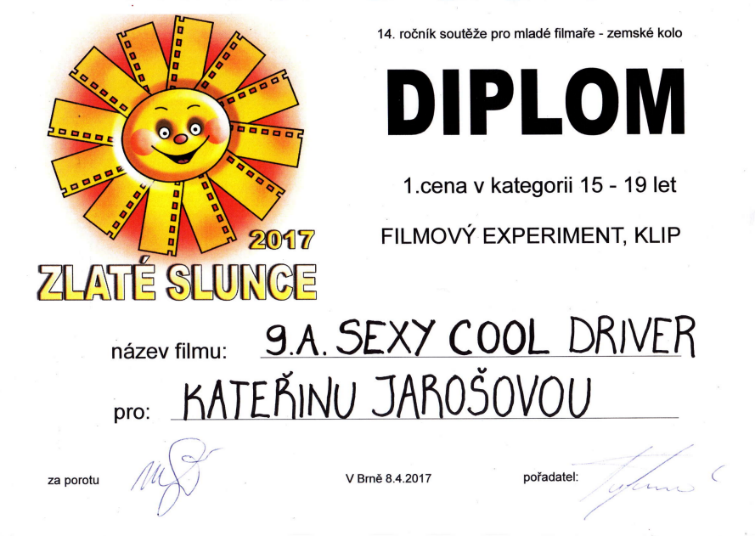 14. ročník soutěže pro mladé filmaře - zemské kolo
DIPLOM
1.cena v kategorii 15 - 19 let
FILMOVÝ EXPERIMENT, KLIP
2017
ZLATÉ SLUNCE
název filmu: 9.A. SEXY COOL DRIVER
pro: KATEŘINU JAROŠOVOU
za porotu
V Brně 8.4.2017
pořadatel: